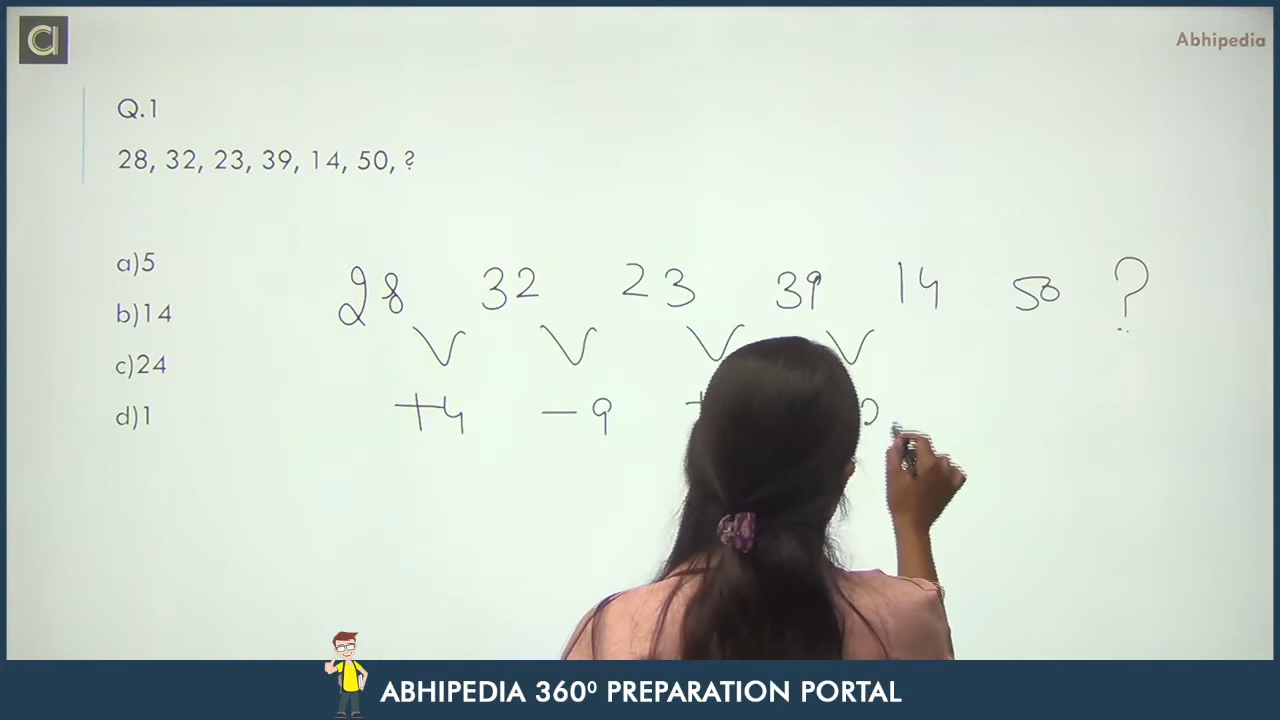 Abhipedia
Q.1
28, 32, 23, 39, 14, 50, ?
a)5
b)14
c)24
d)1
28 32 23 39 14 50 ?
+4 -9
ABHIPEDIA 360⁰ PREPARATION PORTAL